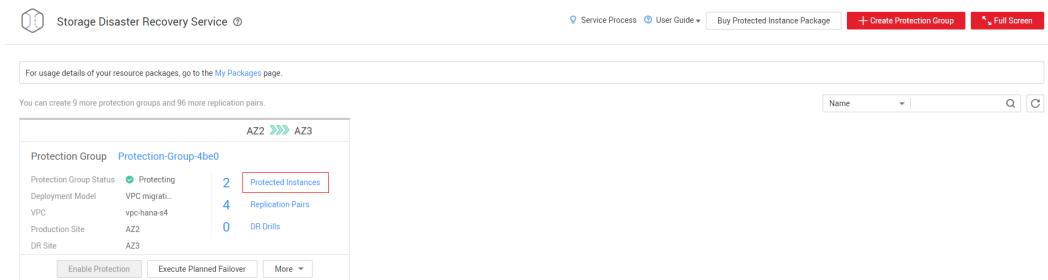 Storage Disaster Recovery Service
Service Process User Guide Buy Protected Instance Package Create Protection Group Full Screen
For usage details of your resource packages, go to the My Packages page.
You can create 9 more protection groups and 96 more replication pairs.
Name
AZ2 AZ3
Protection Group Protection-Group-4be0
Protection Group Status Protecting
2 Protected Instances
Deployment Model VPC migrati...
4 Replication Pairs
VPC vpc-hana-s4
Production Site AZ2
0 DR Drills
DR Site AZ3
Enable Protection Execute Planned Failover More